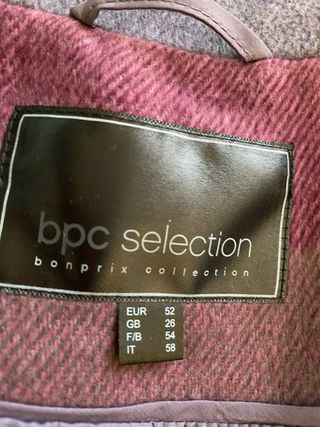 bpc selection
bonprix collection
EUR 52
GB 26
F/B 54
IT 58